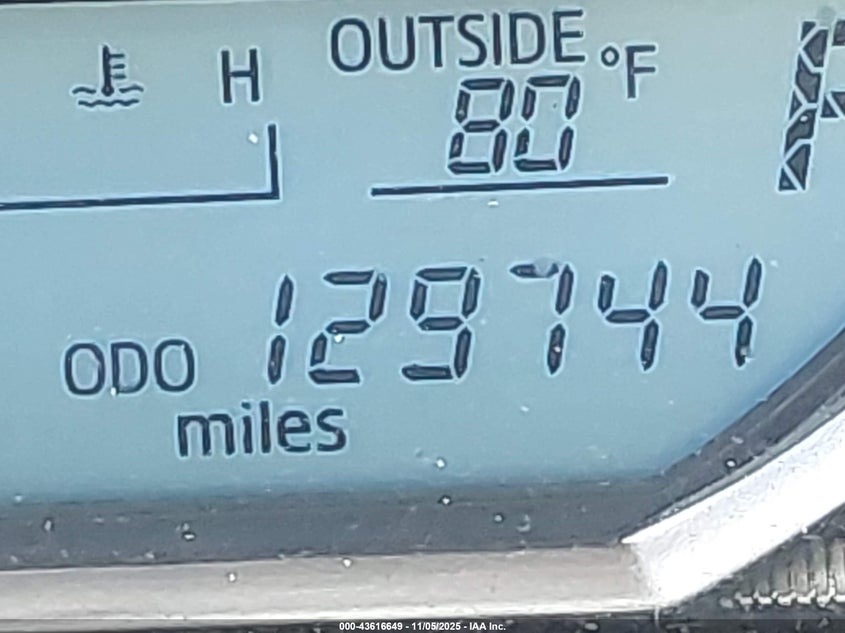 H
OUTSIDE °F
80
P
ODO 129744
miles
000-43616649 - 11/05/2025 - IAA Inc.